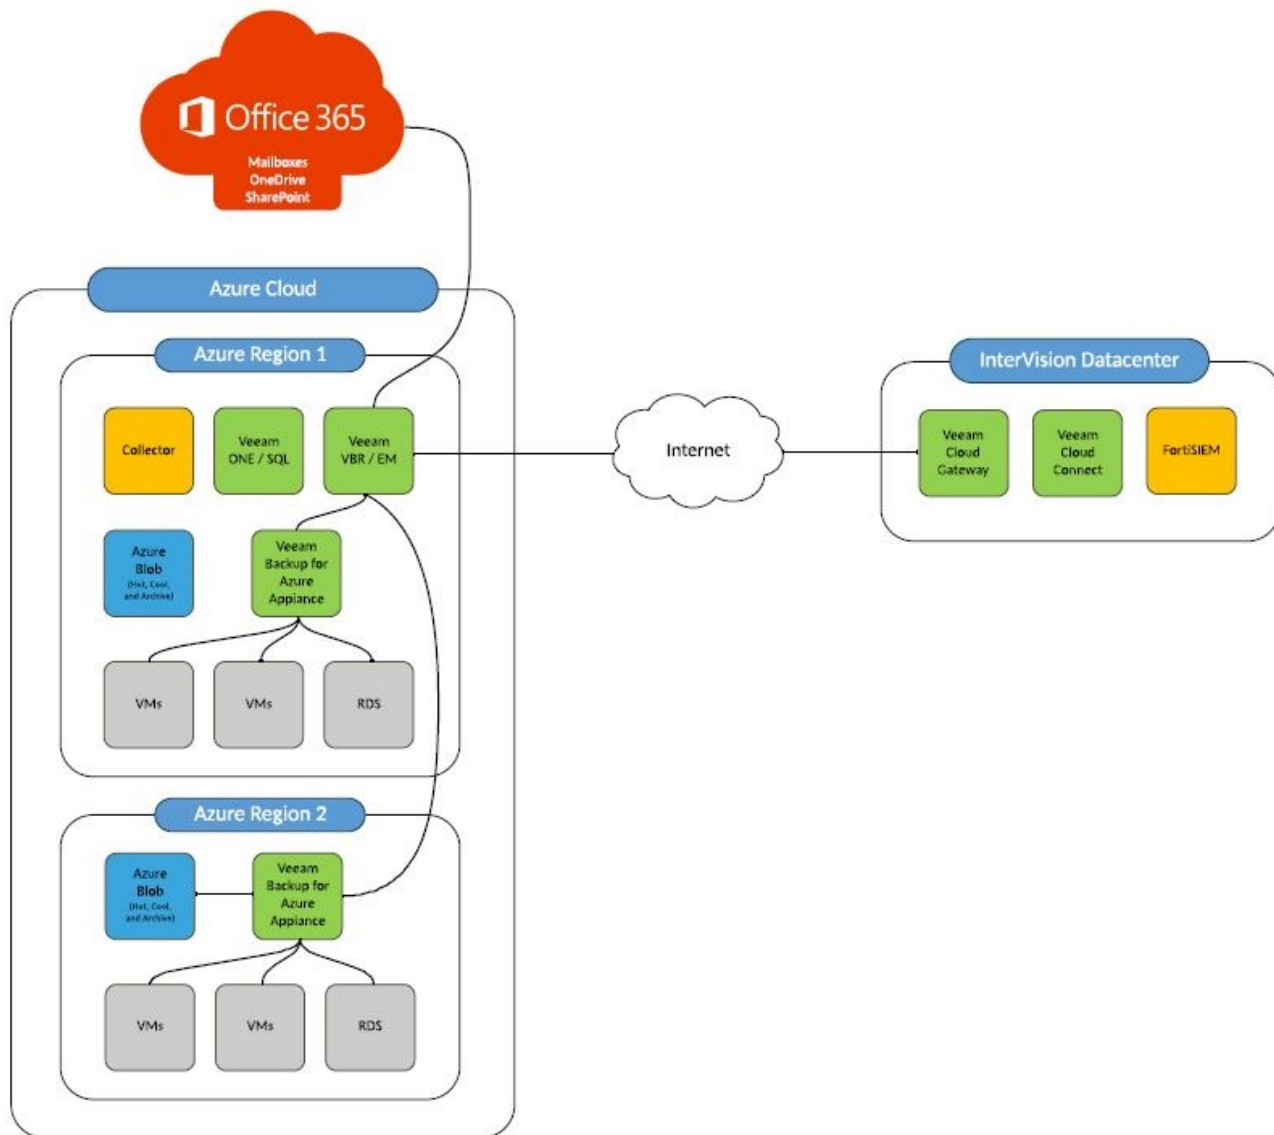 Office 365
Mailboxes
OneDrive
SharePoint
Azure Cloud
Azure Region 1
Collector
Veeam
ONE / SQL
Veeam
VBR / EM
Azure
Blob
(Hot, Cool,
and Archive)
Veeam
Backup for
Azure
Appiance
VMs
VMs
RDS
Azure Region 2
Azure
Blob
(Hot, Cool,
and Archive)
Veeam
Backup for
Azure
Appiance
VMs
VMs
RDS
Internet
InterVision Datacenter
Veeam
Cloud
Gateway
Veeam
Cloud
Connect
FortiSIEM